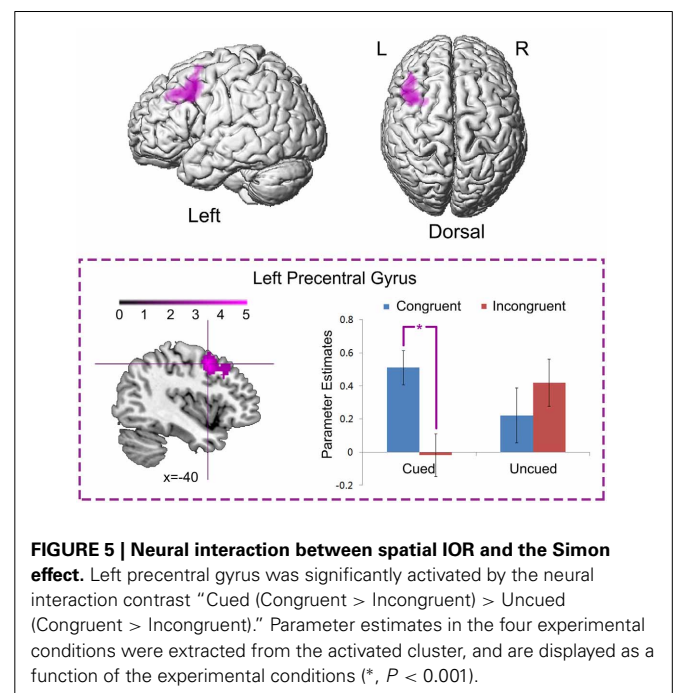 L R
Left
Dorsal
Left Precentral Gyrus
0 1 2 3 4 5
x=-40
Congruent Incongruent
Parameter Estimates
0.8
0.6
0.4
0.2
0
-0.2
*
Cued Uncued
FIGURE 5 | Neural interaction between spatial IOR and the Simon
effect. Left precentral gyrus was significantly activated by the neural
interaction contrast “Cued (Congruent > Incongruent) > Uncued
(Congruent > Incongruent).” Parameter estimates in the four experimental
conditions were extracted from the activated cluster, and are displayed as a
function of the experimental conditions (*, P < 0.001).